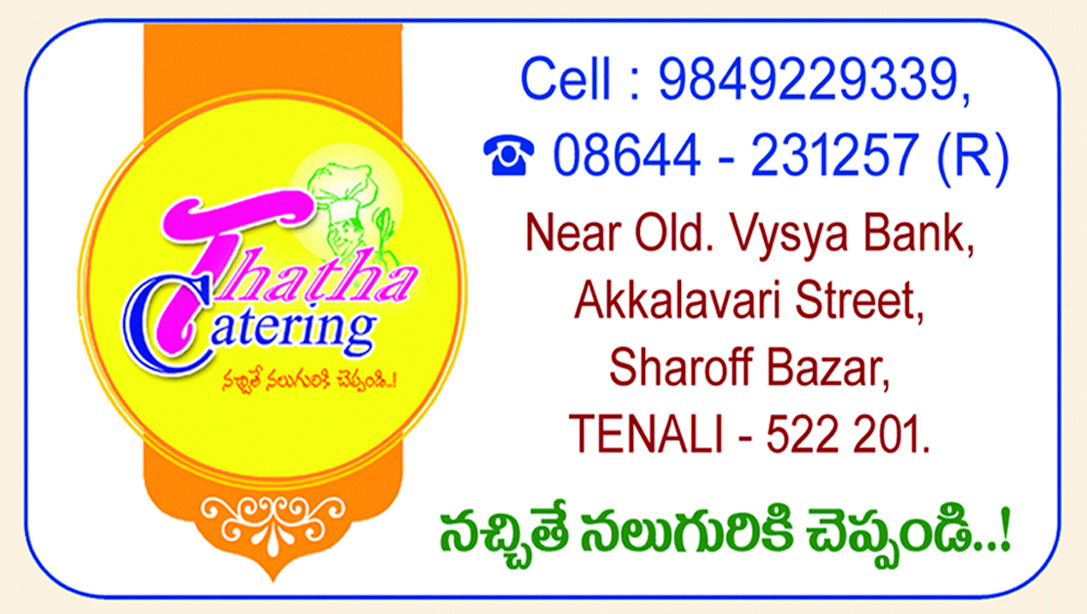 Thatha
Catering
నచ్చితే నలుగురికి చెప్పండి..!
Cell : 9849229339,
☎ 08644 - 231257 (R)
Near Old. Vysya Bank,
Akkalavari Street,
Sharoff Bazar,
TENALI - 522 201.
నచ్చితే నలుగురికి చెప్పండి..!